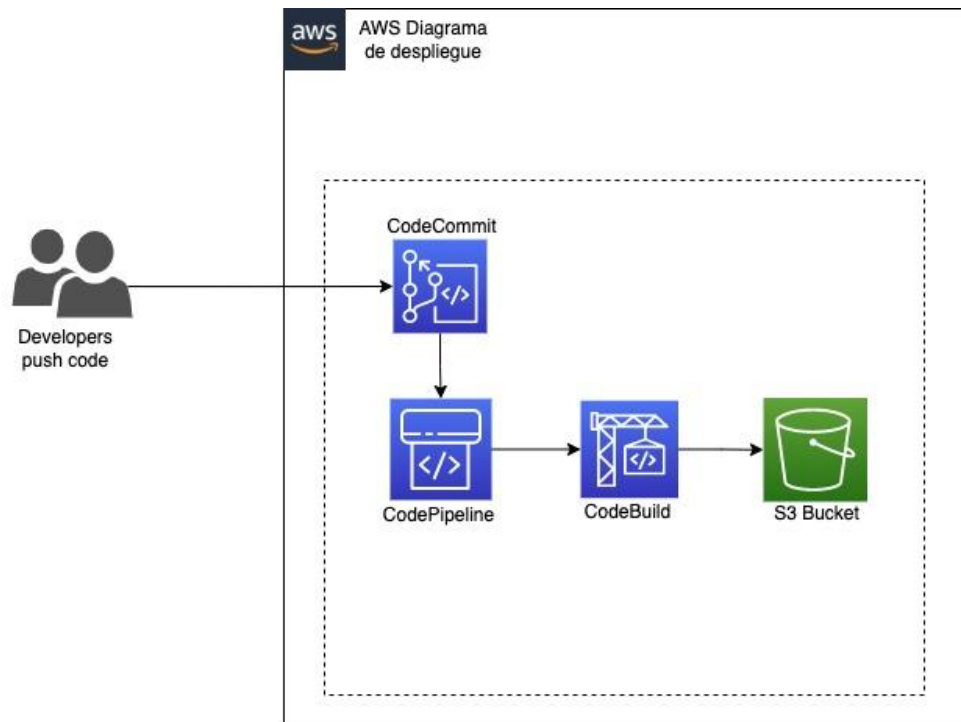 aws
AWS Diagrama
de despliegue
CodeCommit
</>
Developers
push code
</>
</>
CodePipeline
CodeBuild
S3 Bucket